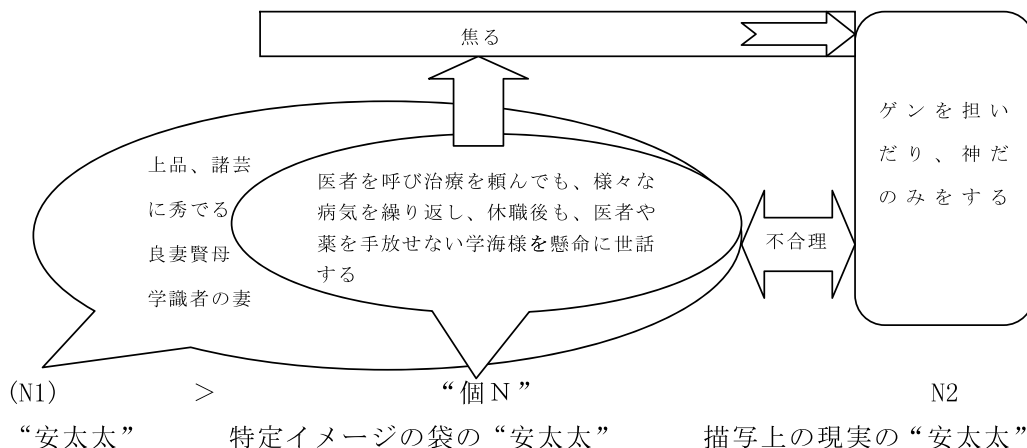 焦る
ゲンを担い
だり、神だ
のみをする
上品、諸芸
に秀でる
良妻賢母
学識者の妻
医者を呼び治療を頼んでも、様々な
病気を繰り返し、休職後も、医者や
薬を手放せない学海様を懸命に世話
する
不合理
(N1) > “個N” N2
“安太太” 特定イメージの袋の“安太太” 描写上の現実の“安太太”